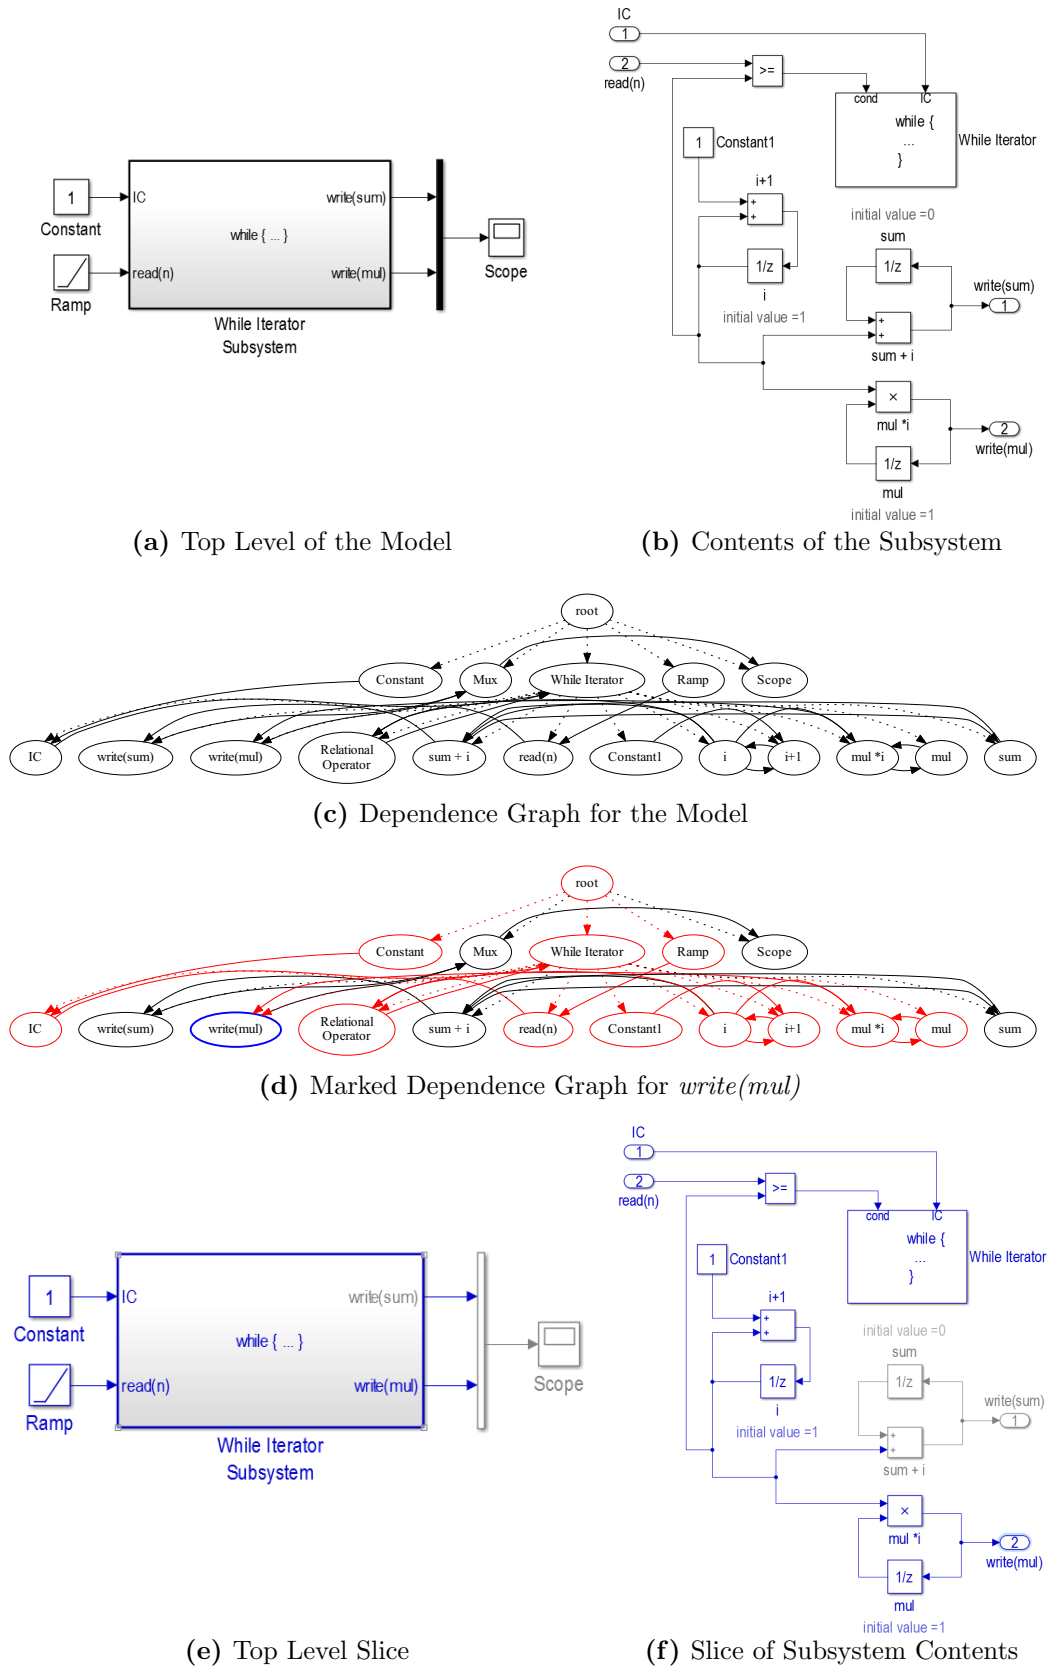 1
Constant
Ramp
IC
read(n)
while { ... }
write(sum)
write(mul)
While Iterator
Subsystem
Scope
(a) Top Level of the Model
IC
1
2
read(n)
>=
cond
IC
while {
...
}
While Iterator
1
Constant1
i+1
+
+
1/z
i
initial value =1
initial value =0
sum
1/z
+
+
sum + i
write(sum)
1
×
mul *i
1/z
mul
initial value =1
2
write(mul)
(b) Contents of the Subsystem
root
Constant
Mux
While Iterator
Ramp
Scope
IC
write(sum)
write(mul)
Relational
Operator
sum + i
read(n)
Constant1
i
i+1
mul *i
mul
sum
(c) Dependence Graph for the Model
root
Constant
Mux
While Iterator
Ramp
Scope
IC
write(sum)
write(mul)
Relational
Operator
sum + i
read(n)
Constant1
i
i+1
mul *i
mul
sum
(d) Marked Dependence Graph for write(mul)
1
Constant
Ramp
IC
read(n)
while { ... }
write(sum)
write(mul)
While Iterator
Subsystem
Scope
(e) Top Level Slice
IC
1
2
read(n)
>=
cond
IC
while {
...
}
While Iterator
1
Constant1
i+1
+
+
1/z
i
initial value =1
initial value =0
sum
1/z
+
+
sum + i
write(sum)
1
×
mul *i
1/z
mul
initial value =1
2
write(mul)
(f) Slice of Subsystem Contents